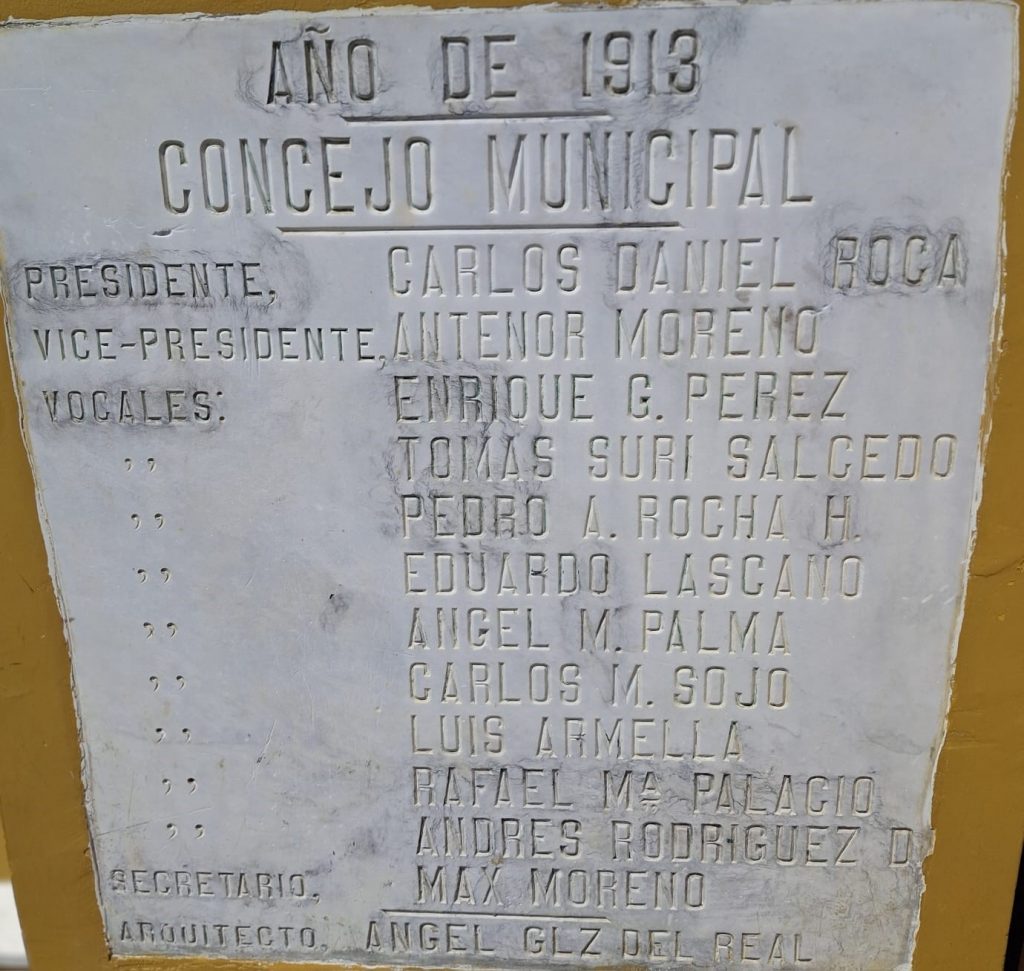 AÑO DE 1913
CONCEJO MUNICIPAL
PRESIDENTE, CARLOS DANIEL ROCA
VICE-PRESIDENTE, ANTENOR MORENO
VOCALES: ENRIQUE G. PEREZ
,, TOMAS SURI SALCEDO
,, PEDRO A. ROCHA H.
,, EDUARDO LASCANO
,, ANGEL M. PALMA
,, CARLOS M. SOJO
,, LUIS ARMELLA
,, RAFAEL Mª PALACIO
,, ANDRES RODRIGUEZ D
SECRETARIO, MAX MORENO
ARQUITECTO, ANGEL GLZ DEL REAL